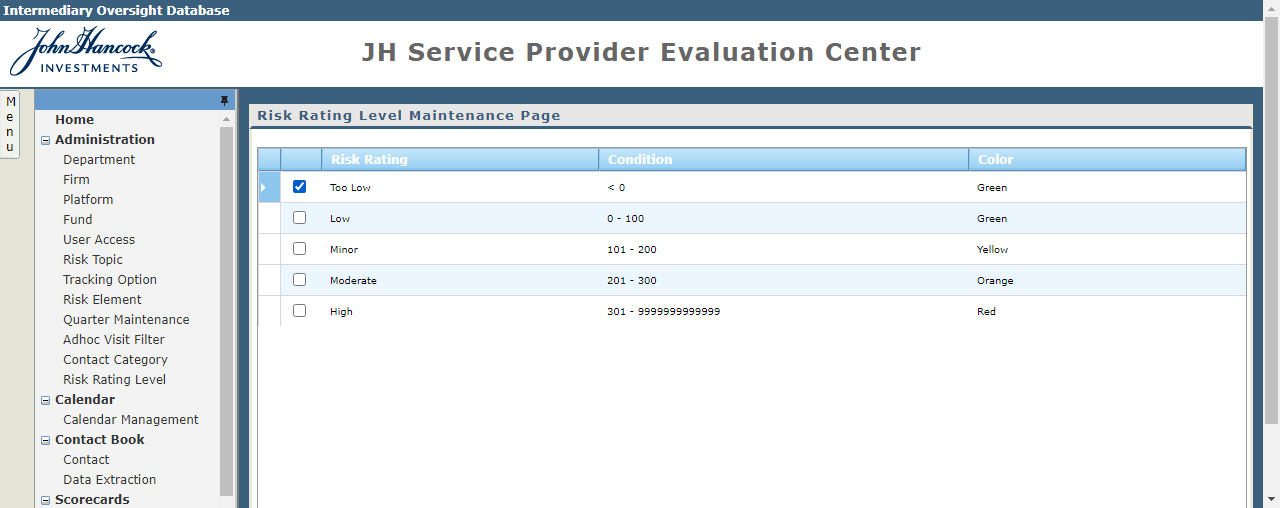 Intermediary Oversight Database
John Hancock
INVESTMENTS
JH Service Provider Evaluation Center
Menu
Home
Administration
Department
Firm
Platform
Fund
User Access
Risk Topic
Tracking Option
Risk Element
Quarter Maintenance
Adhoc Visit Filter
Contact Category
Risk Rating Level
Calendar
Calendar Management
Contact Book
Contact
Data Extraction
Scorecards
Risk Rating Level Maintenance Page
Risk Rating Condition Color
Too Low < 0 Green
Low 0 - 100 Green
Minor 101 - 200 Yellow
Moderate 201 - 300 Orange
High 301 - 9999999999999 Red